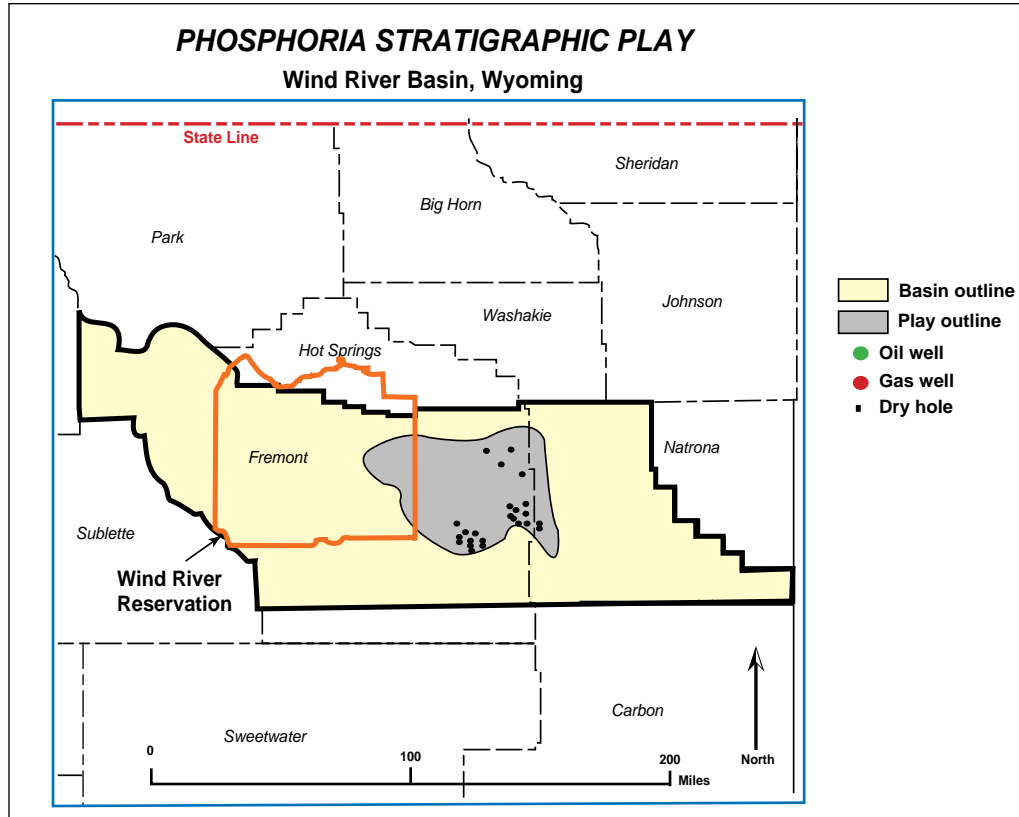 PHOSPHORIA STRATIGRAPHIC PLAY
Wind River Basin, Wyoming
State Line
Sheridan
Big Horn
Park
Johnson
Washakie
Hot Springs
Basin outline
Play outline
Oil well
Gas well
Dry hole
Fremont
Natrona
Sublette
Wind River
Reservation
Carbon
Sweetwater
0
100
200
Miles
North